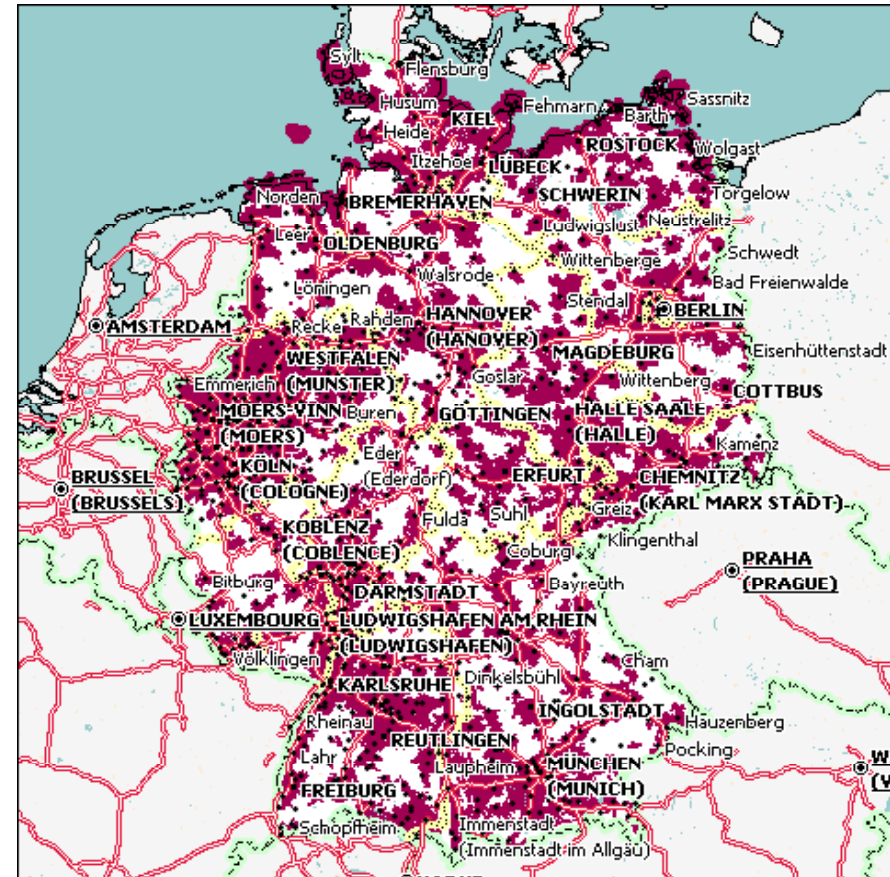 Sylt
Flensburg
Husum
Fehmarn
Sassnitz
KIEL
Barth
Heide
ROSTOCK
Wolgast
Itzehoe
LÜBECK
Norden
BREMERHAVEN
SCHWERIN
Torgelow
Leer
OLDENBURG
Ludwigslust
Neustrelitz
Walsrode
Wittenberge
Schwedt
Löningen
Stendal
Bad Freienwalde
AMSTERDAM
Recke
Rahden
HANNOVER
(HANOVER)
BERLIN
WESTFALEN
(MUNSTER)
MAGDEBURG
Eisenhüttenstadt
Emmerich
Goslar
Wittenberg
COTTBUS
MOERS-VINN
(MOERS)
Buren
GÖTTINGEN
HALLE SAALE
(HALLE)
Kamenz
BRUSSEL
(BRUSSELS)
KÖLN
(COLOGNE)
Eder
(Ederdorf)
ERFURT
CHEMNITZ
(KARL MARX STADT)
KOBLENZ
(COBLENCE)
Fulda
Suhl
Greiz
Klingenthal
Coburg
PRAHA
(PRAGUE)
Bitburg
DARMSTADT
Bayreuth
LUXEMBOURG
LUDWIGSHAFEN AM RHEIN
(LUDWIGSHAFEN)
Völklingen
Cham
KARLSRUHE
Dinkelsbühl
Rheinau
INGOLSTADT
Hauzenberg
REUTLINGEN
Pocking
Lahr
Laupheim
MÜNCHEN
(MUNICH)
FREIBURG
Schopfheim
Immenstadt
(Immenstadt im Allgäu)